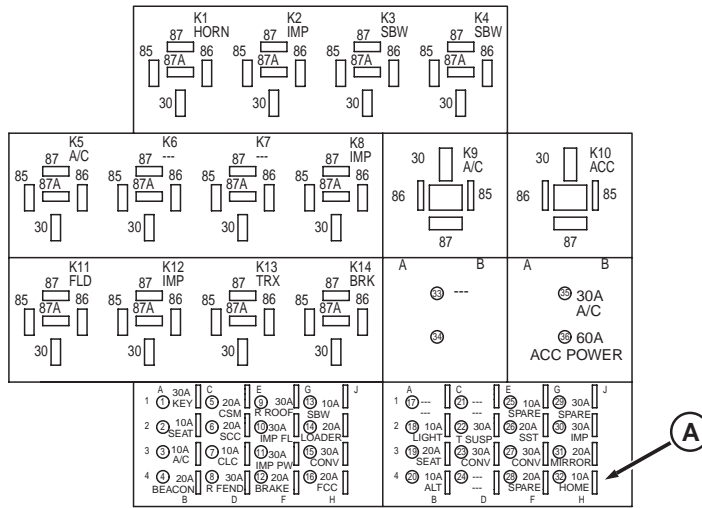 K1 K2 K3 K4
HORN IMP SBW SBW
87 87 87 87
85 87A 86 85 87A 86 85 87A 86 85 87A 86
30 30 30 30
K5 K6 K7 K8 K9 K10
A/C --- --- IMP A/C ACC
87 87 87 87 30 30
85 87A 86 85 87A 86 85 87A 86 85 87A 86 86 85 86 85
30 30 30 30 87 87
K11 K12 K13 K14 A B A B
FLD IMP TRX BRK
87 87 87 87 33 --- 35 30A
85 87A 86 85 87A 86 85 87A 86 85 87A 86 A/C
30 30 30 30 34 36 60A
ACC POWER
A C E G J A C E G J
1 1 30A KEY 5 20A CSM 9 30A R ROOF 13 10A SBW 1 17 --- --- 21 --- --- 25 10A SPARE 29 30A SPARE
2 2 10A SEAT 6 20A SCC 10 30A IMP FL 14 20A LOADER 2 18 10A LIGHT 22 30A T SUSP 26 20A SST 30 30A IMP
3 3 10A A/C 7 10A CLC 11 30A IMP PW 15 30A CONV 3 19 20A SEAT 23 30A CONV 27 30A CONV 31 20A MIRROR
4 4 20A BEACON 8 30A R FEND 12 20A BRAKE 16 20A FCC 4 20 10A ALT 24 --- --- 28 20A SPARE 32 10A HOME
B D F H B D F H
A